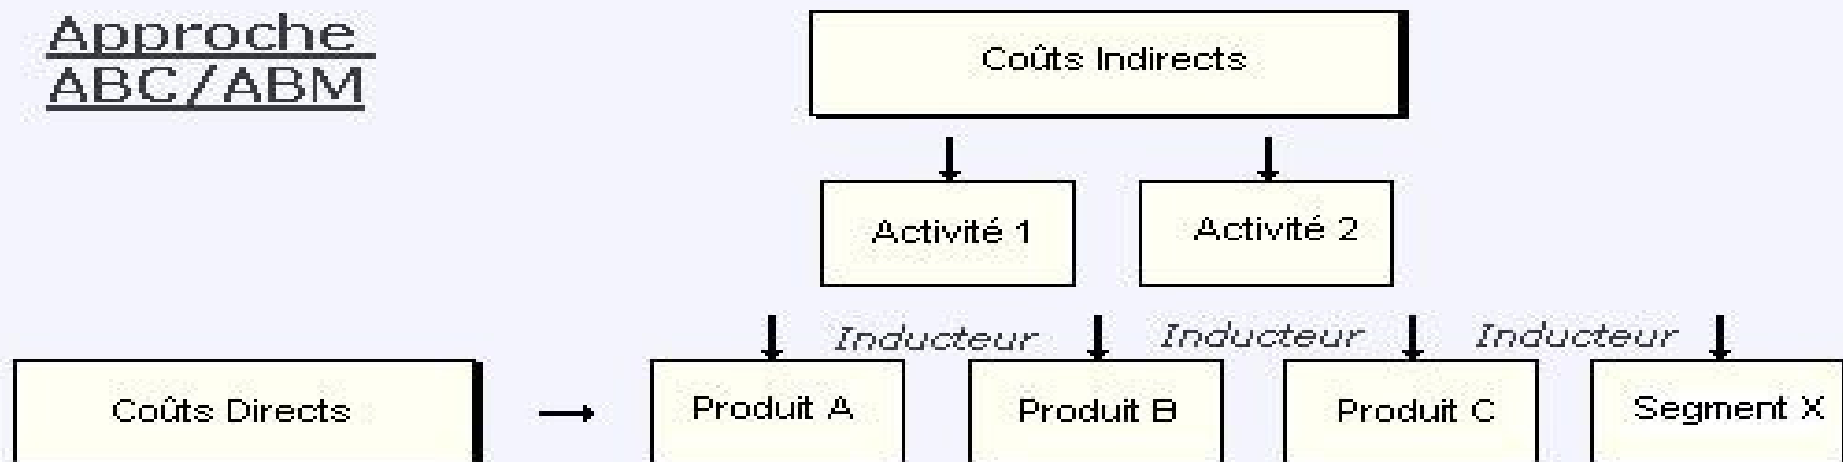 Approche
ABC/ABM
Coûts Indirects
Activité 1
Activité 2
Inducteur
Inducteur
Inducteur
Coûts Directs
Produit A
Produit B
Produit C
Segment X